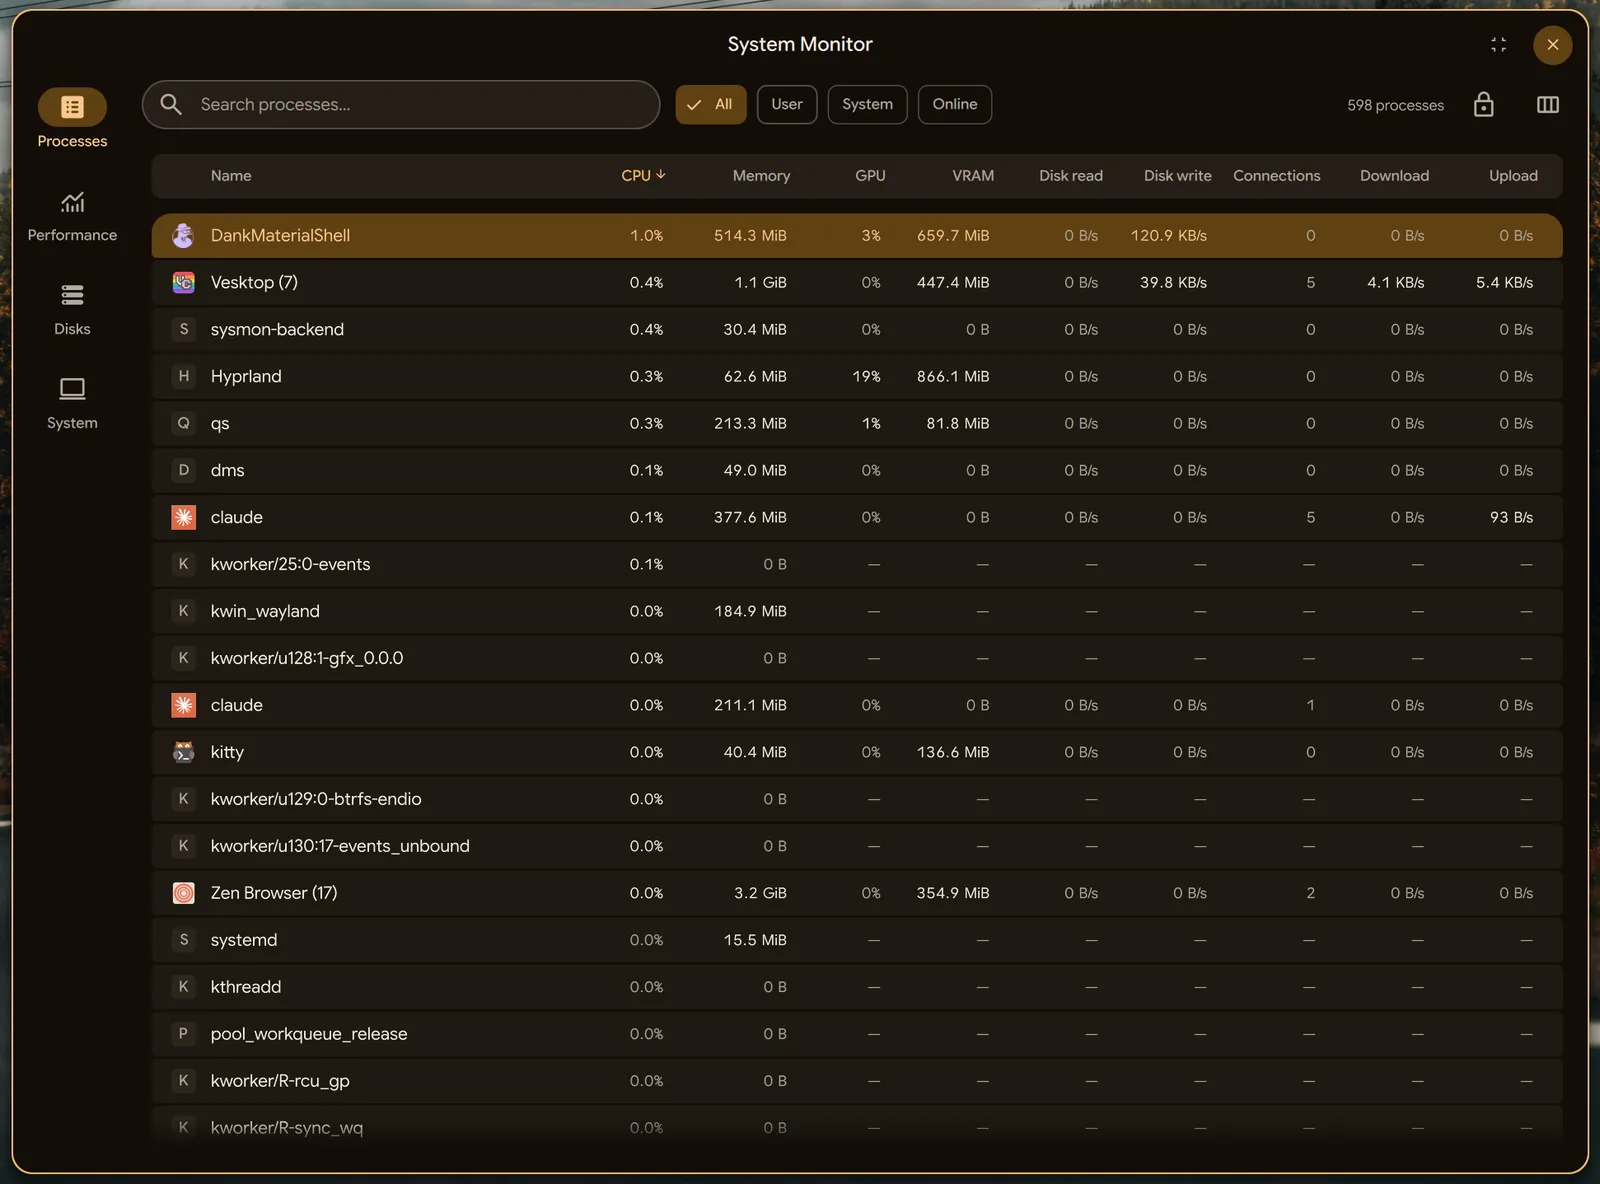 System Monitor
Processes
Performance
Disks
System
Search processes...
All User System Online
598 processes
Name CPU ↓ Memory GPU VRAM Disk read Disk write Connections Download Upload
DankMaterialShell 1.0% 514.3 MiB 3% 659.7 MiB 0 B/s 120.9 KB/s 0 0 B/s 0 B/s
Vesktop (7) 0.4% 1.1 GiB 0% 447.4 MiB 0 B/s 39.8 KB/s 5 4.1 KB/s 5.4 KB/s
S sysmon-backend 0.4% 30.4 MiB 0% 0 B 0 B/s 0 B/s 0 0 B/s 0 B/s
H Hyprland 0.3% 62.6 MiB 19% 866.1 MiB 0 B/s 0 B/s 0 0 B/s 0 B/s
Q qs 0.3% 213.3 MiB 1% 81.8 MiB 0 B/s 0 B/s 0 0 B/s 0 B/s
D dms 0.1% 49.0 MiB 0% 0 B 0 B/s 0 B/s 0 0 B/s 0 B/s
claude 0.1% 377.6 MiB 0% 0 B 0 B/s 0 B/s 5 0 B/s 93 B/s
K kworker/25:0-events 0.1% 0 B — — — — — — —
K kwin_wayland 0.0% 184.9 MiB — — — — — — —
K kworker/u128:1-gfx_0.0.0 0.0% 0 B — — — — — — —
claude 0.0% 211.1 MiB 0% 0 B 0 B/s 0 B/s 1 0 B/s 0 B/s
kitty 0.0% 40.4 MiB 0% 136.6 MiB 0 B/s 0 B/s 0 0 B/s 0 B/s
K kworker/u129:0-btrfs-endio 0.0% 0 B — — — — — — —
K kworker/u130:17-events_unbound 0.0% 0 B — — — — — — —
Zen Browser (17) 0.0% 3.2 GiB 0% 354.9 MiB 0 B/s 0 B/s 2 0 B/s 0 B/s
S systemd 0.0% 15.5 MiB — — — — — — —
K kthreadd 0.0% 0 B — — — — — — —
P pool_workqueue_release 0.0% 0 B — — — — — — —
K kworker/R-rcu_gp 0.0% 0 B — — — — — — —
K kworker/R-sync_wq 0.0% 0 B — — — — — — —